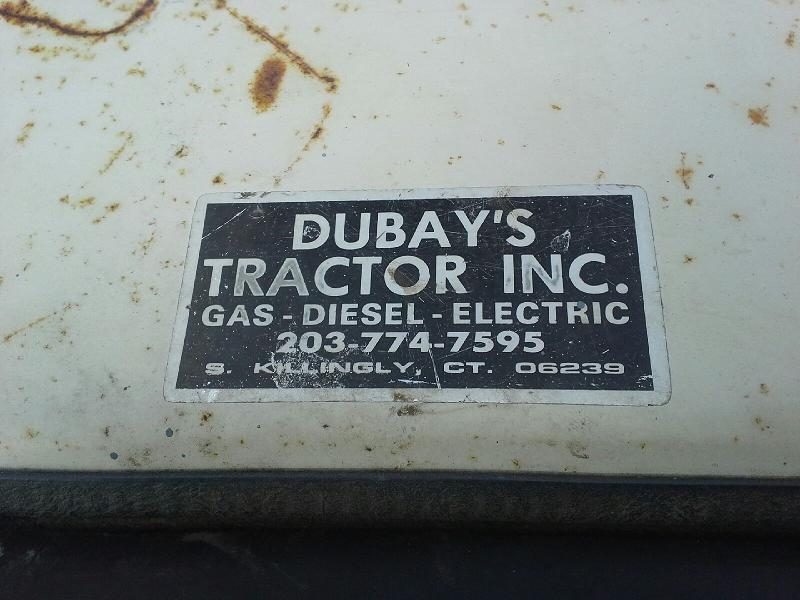 DUBAY'S
TRACTOR INC.
GAS - DIESEL - ELECTRIC
203-774-7595
S. KILLINGLY, CT. 06239